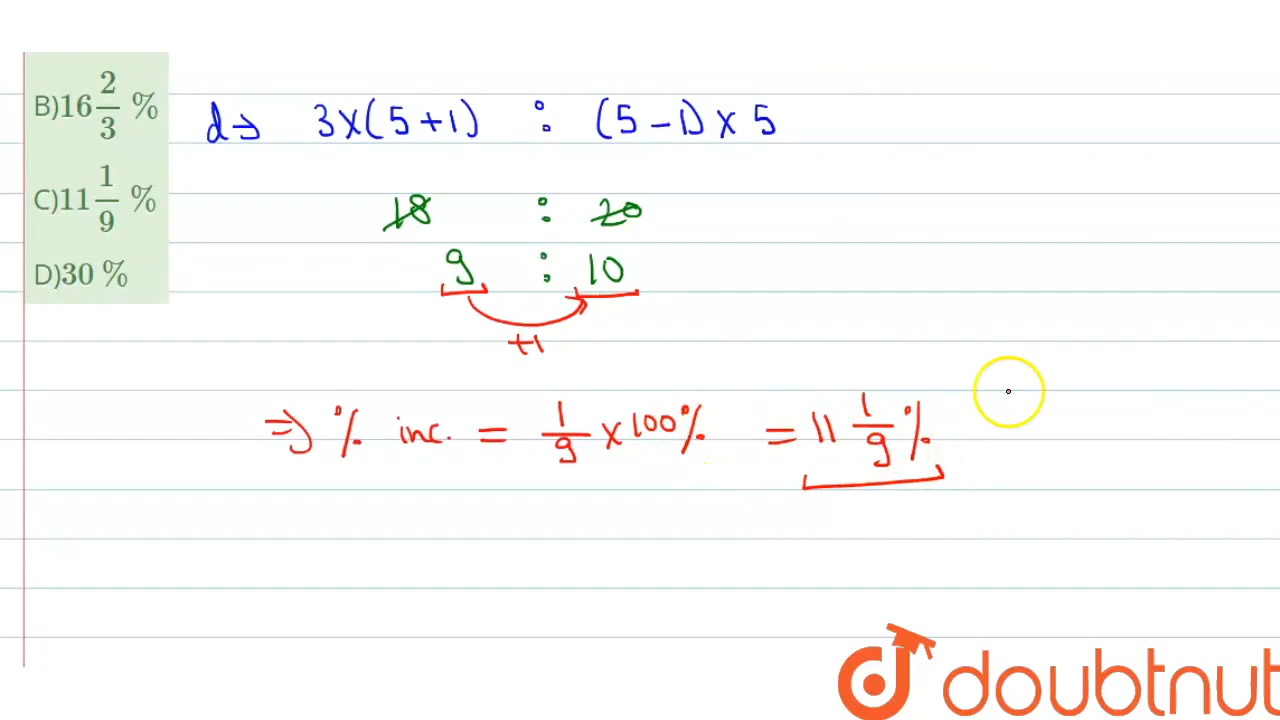 B) 16 2/3 %
C) 11 1/9 %
D) 30 %
d⇒ 3×(5+1) : (5-1)×5
18 : 20
9 : 10
+1
⇒ % inc. = 1/9 × 100% = 11 1/9 %
doubtnut